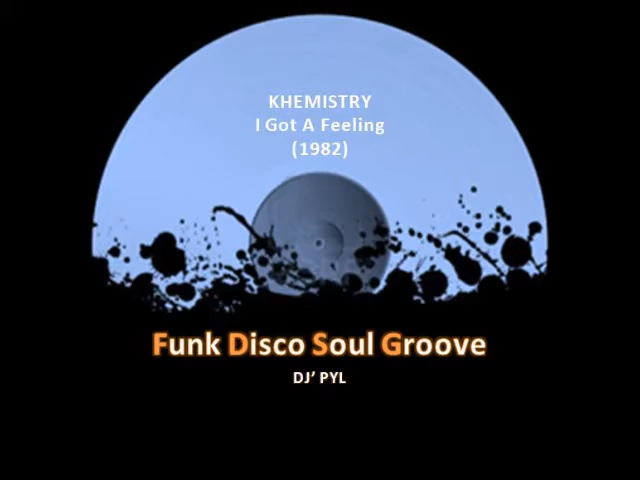 KHEMISTRY
I Got A Feeling
(1982)
Funk Disco Soul Groove
DJ’ PYL